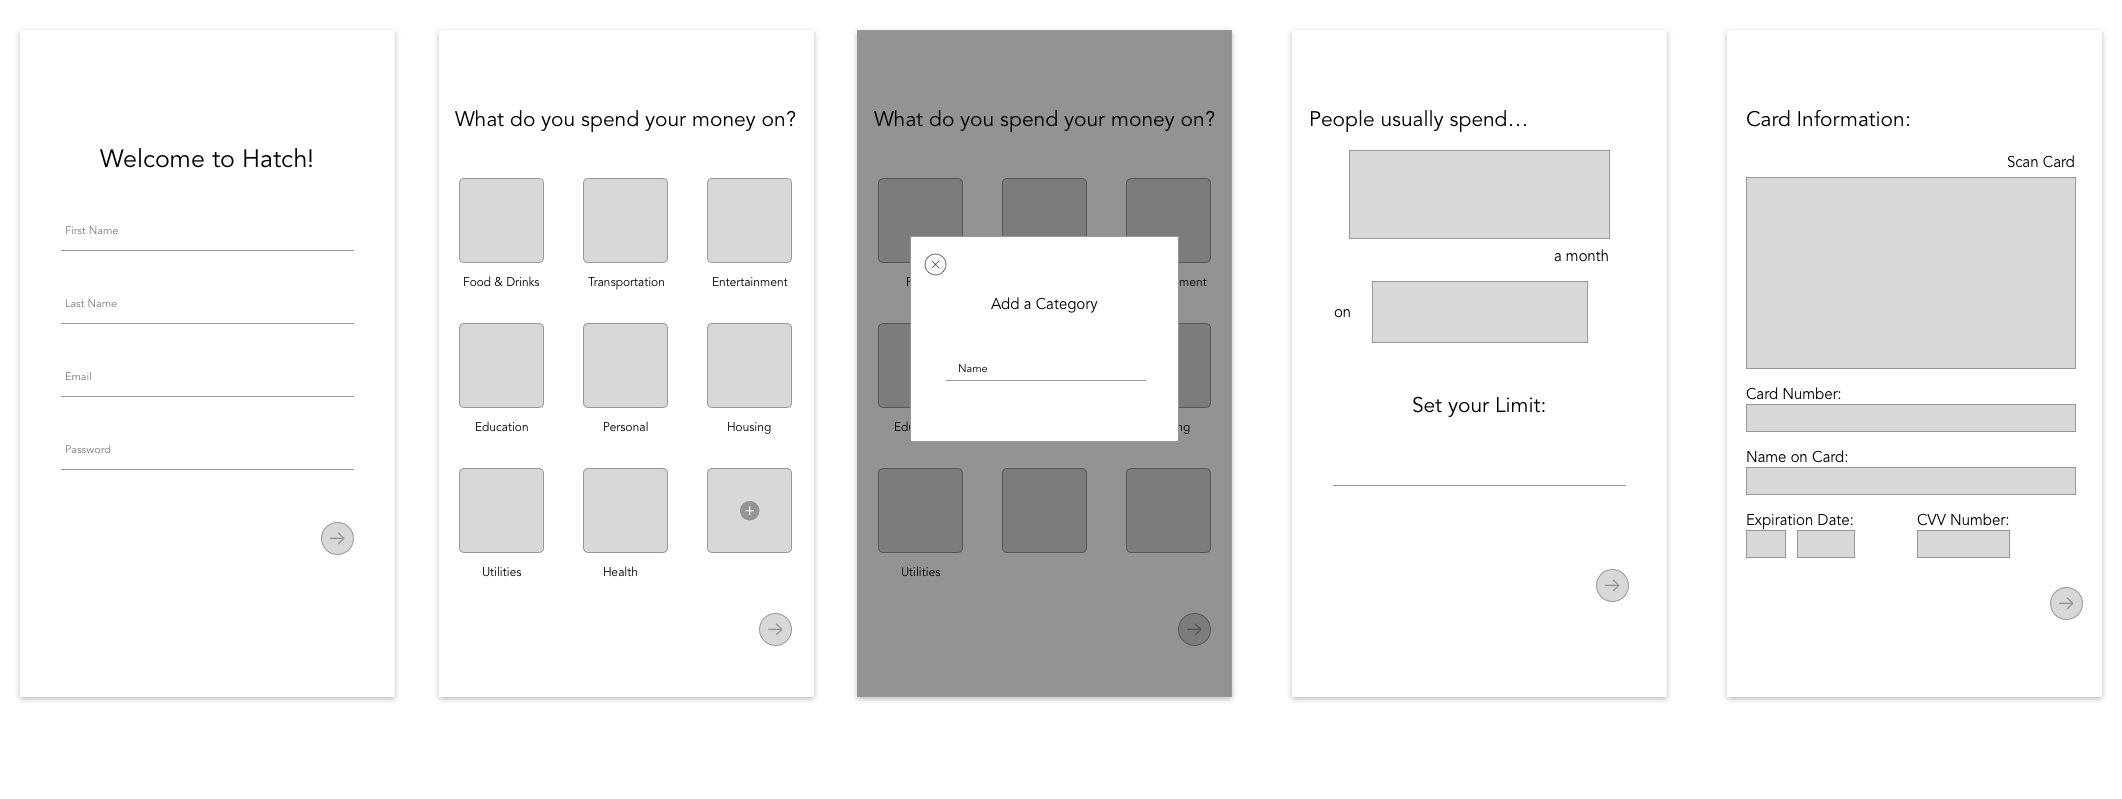 Welcome to Hatch!
First Name
Last Name
Email
Password
What do you spend your money on?
Food & Drinks
Transportation
Entertainment
Education
Personal
Housing
Utilities
Health
What do you spend your money on?
Add a Category
Name
Utilities
People usually spend...
a month
on
Set your Limit:
Card Information:
Scan Card
Card Number:
Name on Card:
Expiration Date:
CVV Number: